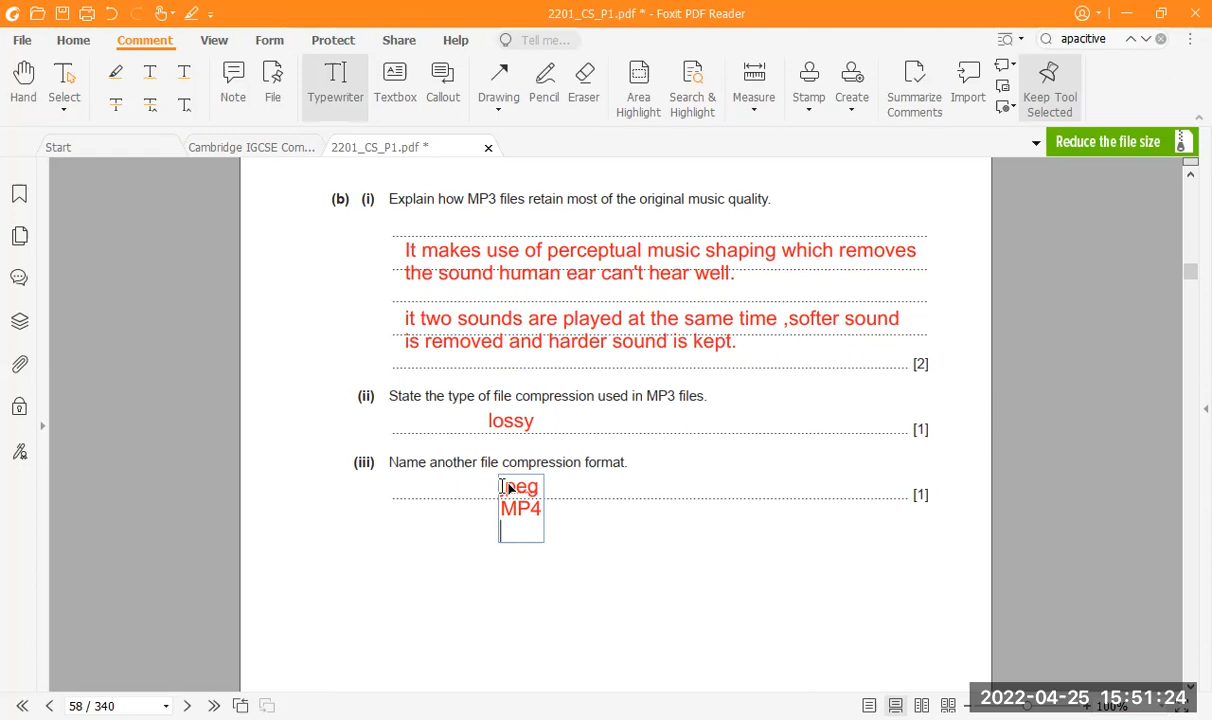 2201_CS_P1.pdf * - Foxit PDF Reader
File Home Comment View Form Protect Share Help Tell me... apacitive
Hand Select Note File Typewriter Textbox Callout Drawing Pencil Eraser Area Highlight Search & Highlight Measure Stamp Create Summarize Comments Import Keep Tool Selected
Start Cambridge IGCSE Com... 2201_CS_P1.pdf * Reduce the file size
(b) (i) Explain how MP3 files retain most of the original music quality.
It makes use of perceptual music shaping which removes
the sound human ear can't hear well.
it two sounds are played at the same time ,softer sound
is removed and harder sound is kept.
[2]
(ii) State the type of file compression used in MP3 files.
lossy
[1]
(iii) Name another file compression format.
[1]
MP4
58 / 340
2022-04-25 15:51:24